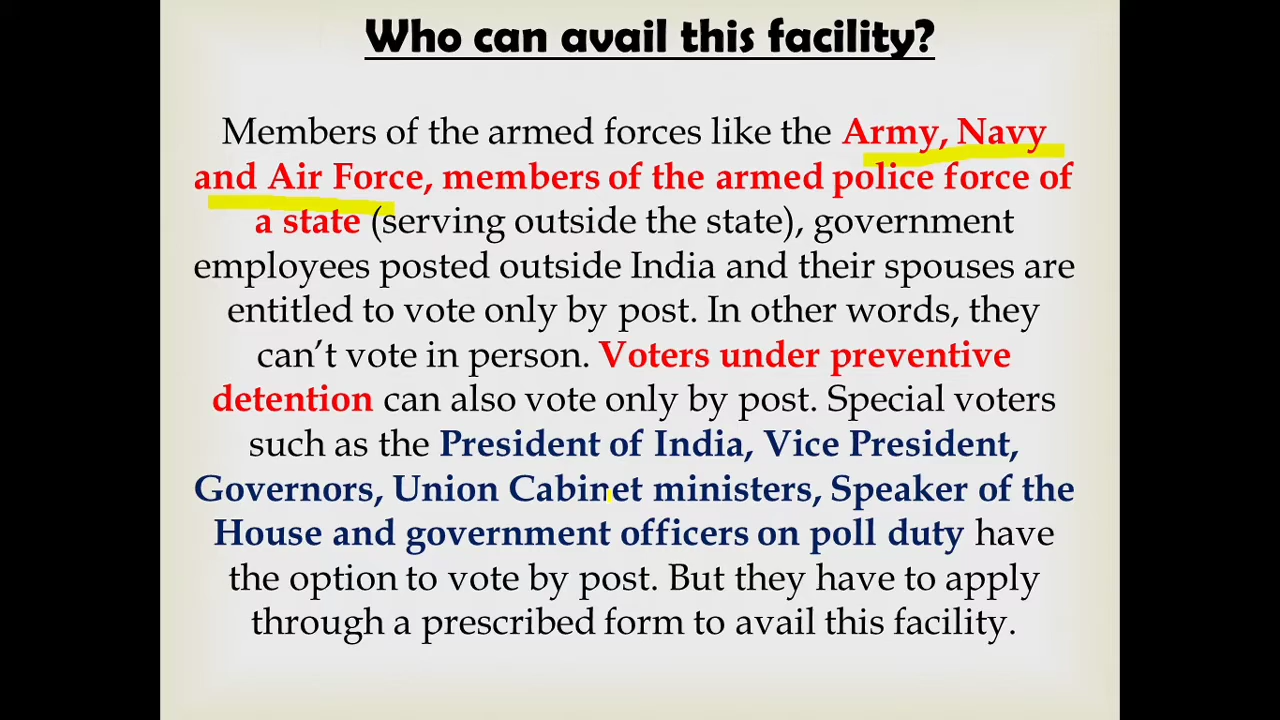 Who can avail this facility?
Members of the armed forces like the Army, Navy
and Air Force, members of the armed police force of
a state (serving outside the state), government
employees posted outside India and their spouses are
entitled to vote only by post. In other words, they
can’t vote in person. Voters under preventive
detention can also vote only by post. Special voters
such as the President of India, Vice President,
Governors, Union Cabinet ministers, Speaker of the
House and government officers on poll duty have
the option to vote by post. But they have to apply
through a prescribed form to avail this facility.